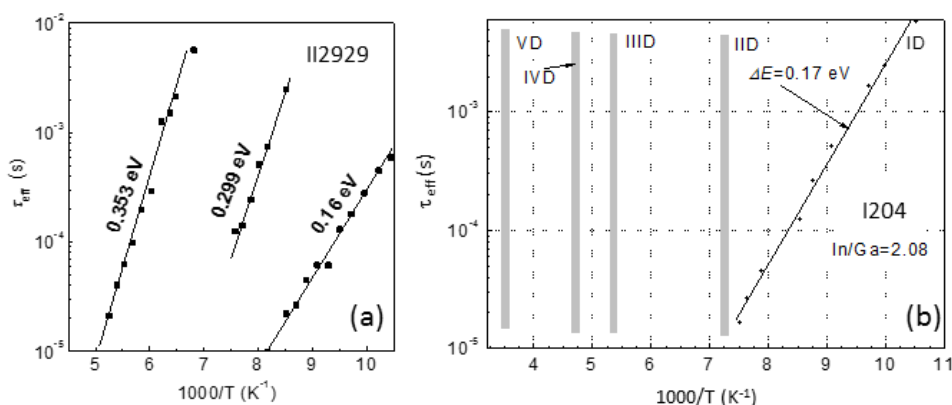 10⁻²
II2929
10⁻³
τeff (s)
0.353 eV
0.299 eV
0.16 eV
10⁻⁴
(a)
10⁻⁵
5 6 7 8 9 10
1000/T (K⁻¹)
VD
IVD
IIID
IID
ID
ΔE=0.17 eV
10⁻³
τeff (s)
I204
10⁻⁴
In/Ga=2.08
(b)
10⁻⁵
4 5 6 7 8 9 10 11
1000/T (K⁻¹)